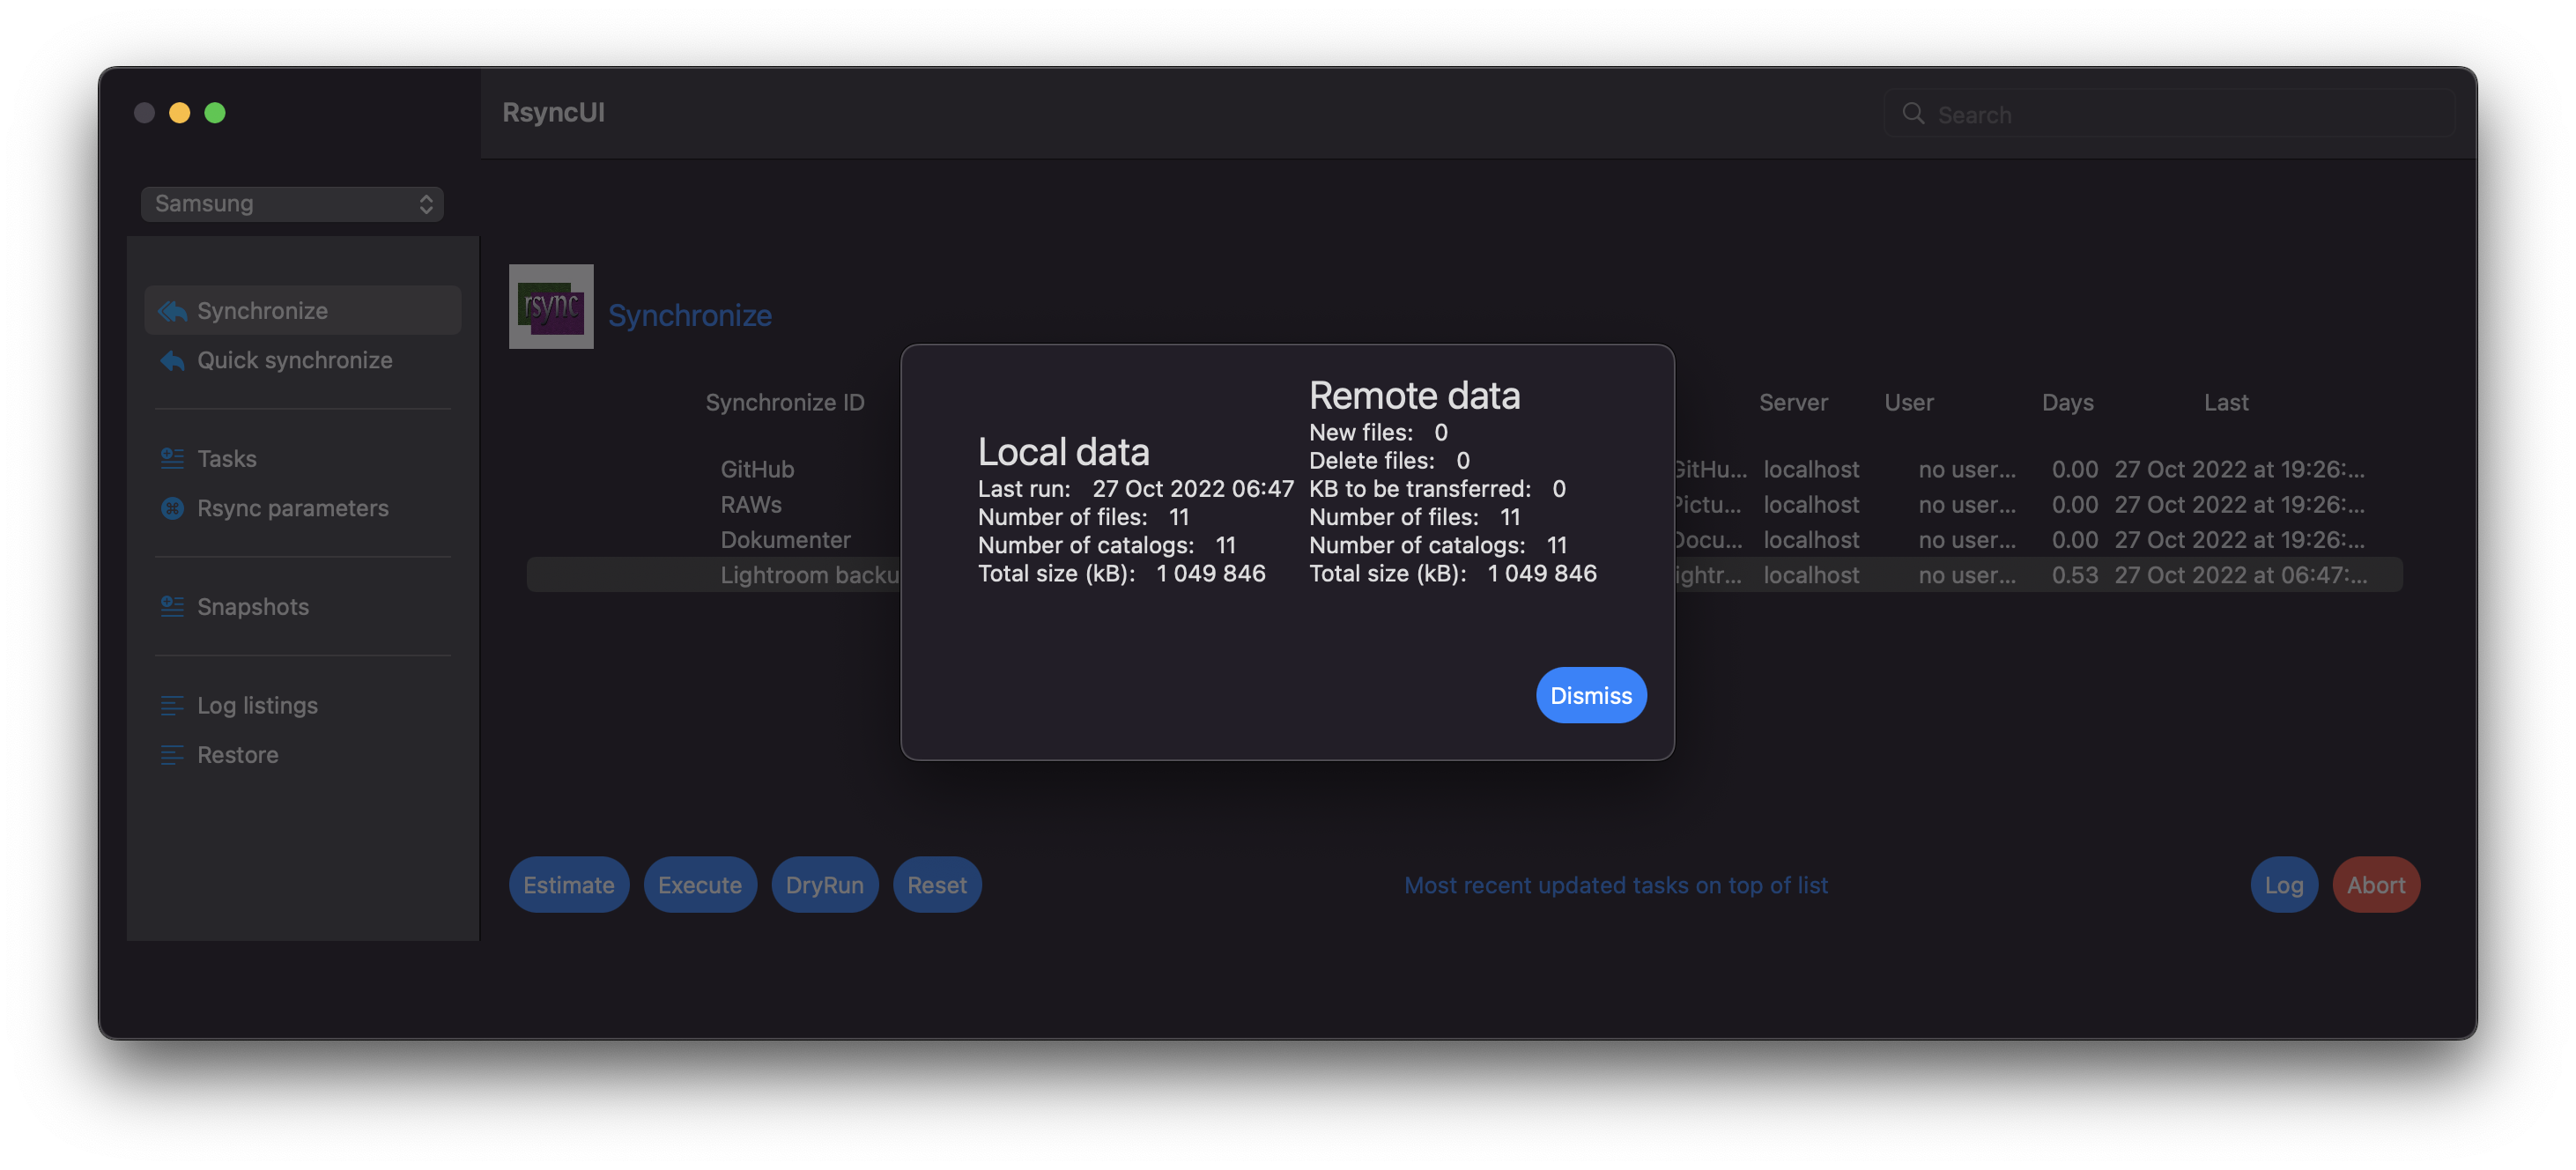 RsyncUI
Search
Samsung
Synchronize
Quick synchronize
Tasks
Rsync parameters
Snapshots
Log listings
Restore
rsync
Synchronize
Synchronize ID Server User Days Last
GitHub GitHu... localhost no user... 0.00 27 Oct 2022 at 19:26:...
RAWs Pictu... localhost no user... 0.00 27 Oct 2022 at 19:26:...
Dokumenter Docu... localhost no user... 0.00 27 Oct 2022 at 19:26:...
Lightroom backu ightr... localhost no user... 0.53 27 Oct 2022 at 06:47:...
Local data
Last run: 27 Oct 2022 06:47
Number of files: 11
Number of catalogs: 11
Total size (kB): 1 049 846
Remote data
New files: 0
Delete files: 0
KB to be transferred: 0
Number of files: 11
Number of catalogs: 11
Total size (kB): 1 049 846
Dismiss
Estimate Execute DryRun Reset
Most recent updated tasks on top of list
Log Abort